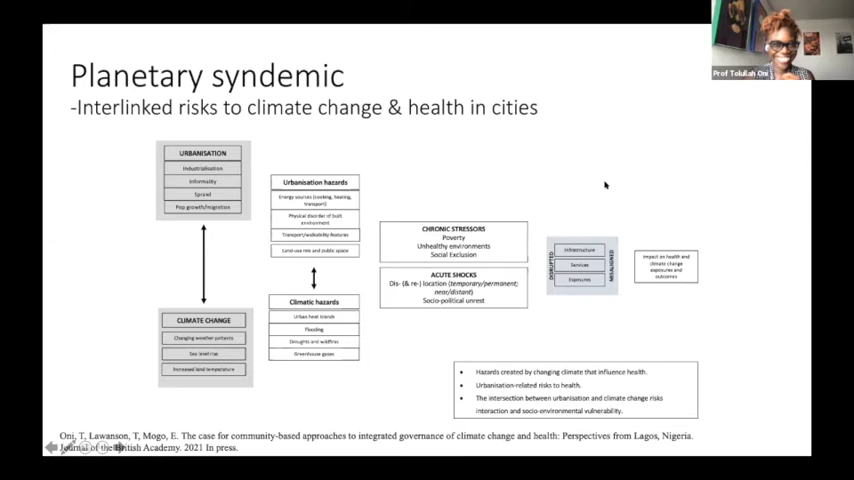 Prof Tolullah Oni
Planetary syndemic
-Interlinked risks to climate change & health in cities
URBANISATION
Industrialisation
Informality
Sprawl
Pop growth/migration
CLIMATE CHANGE
Changing weather patterns
Sea level rise
Increased land temperature
Urbanisation hazards
Energy sources (cooking, heating,
transport)
Physical disorder of built
environment
Transport/walkability features
Land-use mix and public space
Climatic hazards
Urban heat islands
Flooding
Droughts and wildfires
Greenhouse gases
CHRONIC STRESSORS
Poverty
Unhealthy environments
Social Exclusion
ACUTE SHOCKS
Dis- (& re-) location (temporary/permanent;
near/distant)
Socio-political unrest
DISRUPTED
Infrastructure
Services
Exposures
MISALIGNED
Impact on health and
climate change
exposures and
outcomes
• Hazards created by changing climate that influence health.
• Urbanisation-related risks to health.
• The intersection between urbanisation and climate change risks
interaction and socio-environmental vulnerability.
Oni, T, Lawanson, T, Mogo, E. The case for community-based approaches to integrated governance of climate change and health: Perspectives from Lagos, Nigeria.
Journal of the British Academy. 2021 In press.